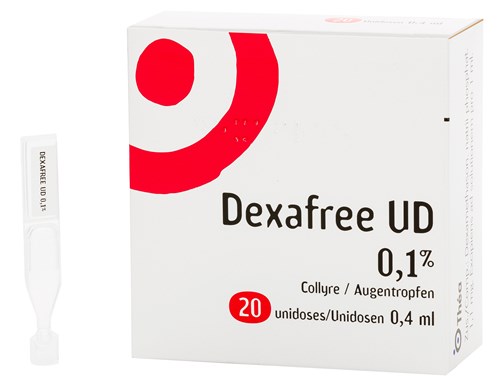 DEXAFREE UD 0,1%
Dexafree UD
0,1%
Collyre / Augentropfen
20 unidoses/Unidosen 0,4 ml
Théa